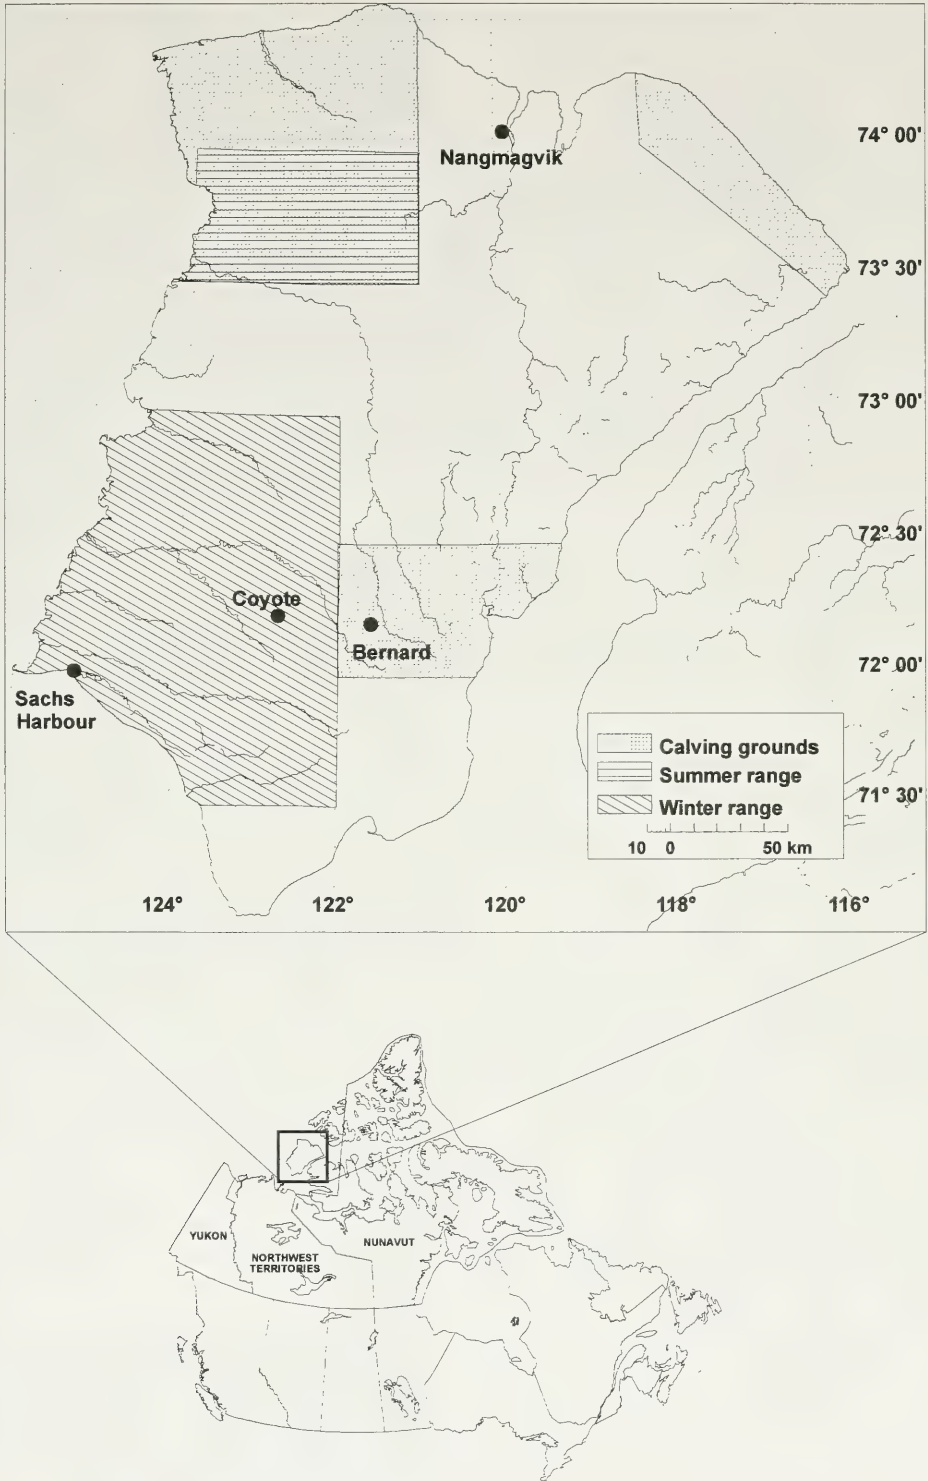 74° 00'
Nangmagvik
73° 30'
73° 00'
72° 30'
Coyote
Bernard
72° 00'
Sachs
Harbour
Calving grounds
Summer range
71° 30'
Winter range
10 0 50 km
124° 122° 120° 118° 116°
YUKON
NUNAVUT
NORTHWEST
TERRITORIES